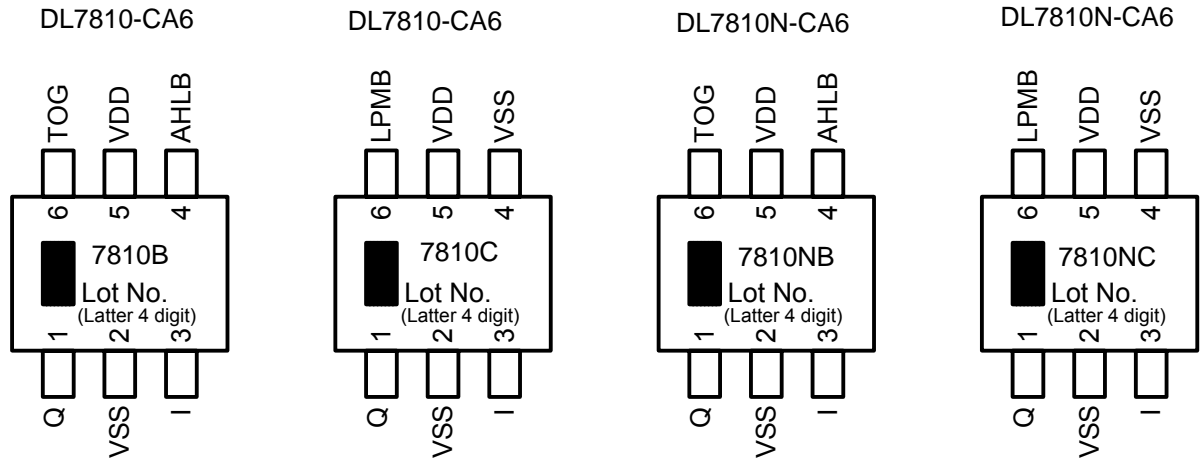 DL7810-CA6
TOG VDD AHLB
6 5 4
7810B
Lot No.
(Latter 4 digit)
1 2 3
Q VSS I
DL7810-CA6
LPMB VDD VSS
6 5 4
7810C
Lot No.
(Latter 4 digit)
1 2 3
Q VSS I
DL7810N-CA6
TOG VDD AHLB
6 5 4
7810NB
Lot No.
(Latter 4 digit)
1 2 3
Q VSS I
DL7810N-CA6
LPMB VDD VSS
6 5 4
7810NC
Lot No.
(Latter 4 digit)
1 2 3
Q VSS I